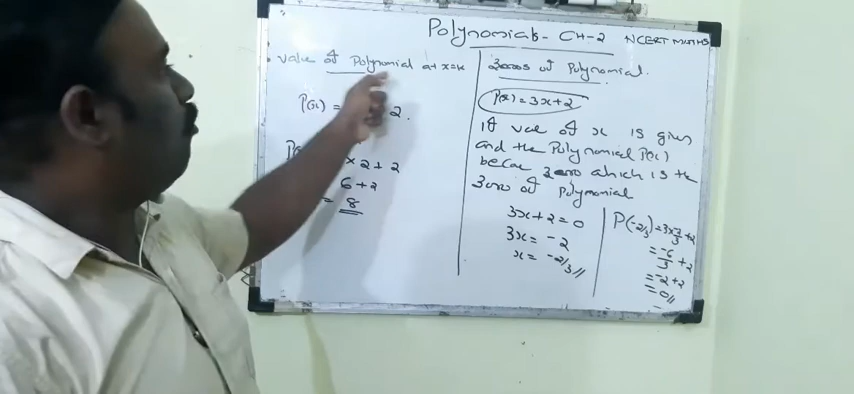 Polynomials - CH-2 NCERT MATHS
value of Polynomial at x=k
P(x) = 2.
P( × 2 + 2
6 + 2
= 8
Zeros of Polynomial.
P(x) = 3x+2
If value of x is given
and the Polynomial P(x)
zero which is the
zero of Polynomial
3x+2 = 0
3x = -2
x = -2/3 //
P(-2/3) = 3×-2/3 +2
= -6/3 + 2
= -2+2
= 0 //